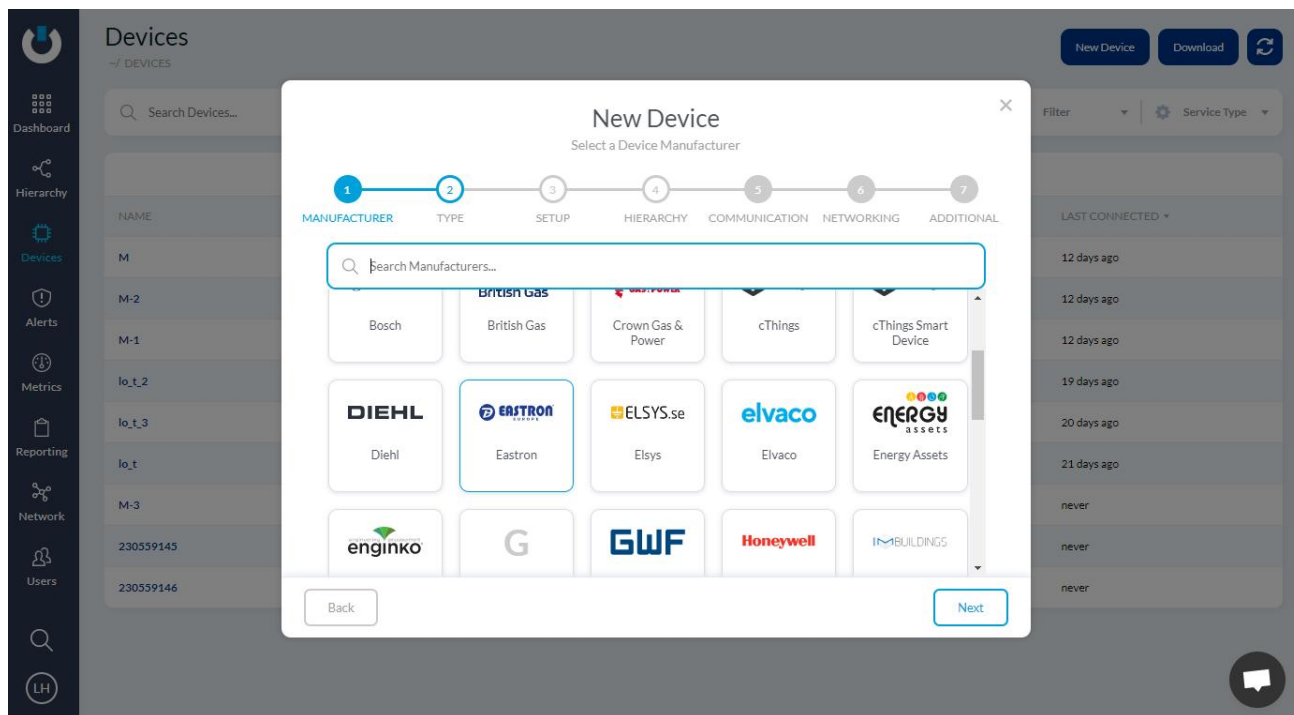 Devices
~/ DEVICES
New Device
Download
Dashboard
Hierarchy
Devices
Alerts
Metrics
Reporting
Network
Users
LH
Search Devices...
Filter
Service Type
NAME
LAST CONNECTED
M
12 days ago
M-2
12 days ago
M-1
12 days ago
lo_t_2
19 days ago
lo_t_3
20 days ago
lo_t
21 days ago
M-3
never
230559145
never
230559146
never
New Device
Select a Device Manufacturer
1 2 3 4 5 6 7
MANUFACTURER TYPE SETUP HIERARCHY COMMUNICATION NETWORKING ADDITIONAL
Search Manufacturers...
British Gas
Bosch
British Gas
Crown Gas &
Power
cThings
cThings Smart
Device
DIEHL
EASTRON
EUROPE
ELSYS.se
elvaco
ENERGY
assets
Diehl
Eastron
Elsys
Elvaco
Energy Assets
enginko
G
GWF
Honeywell
IMBUILDINGS
Back
Next